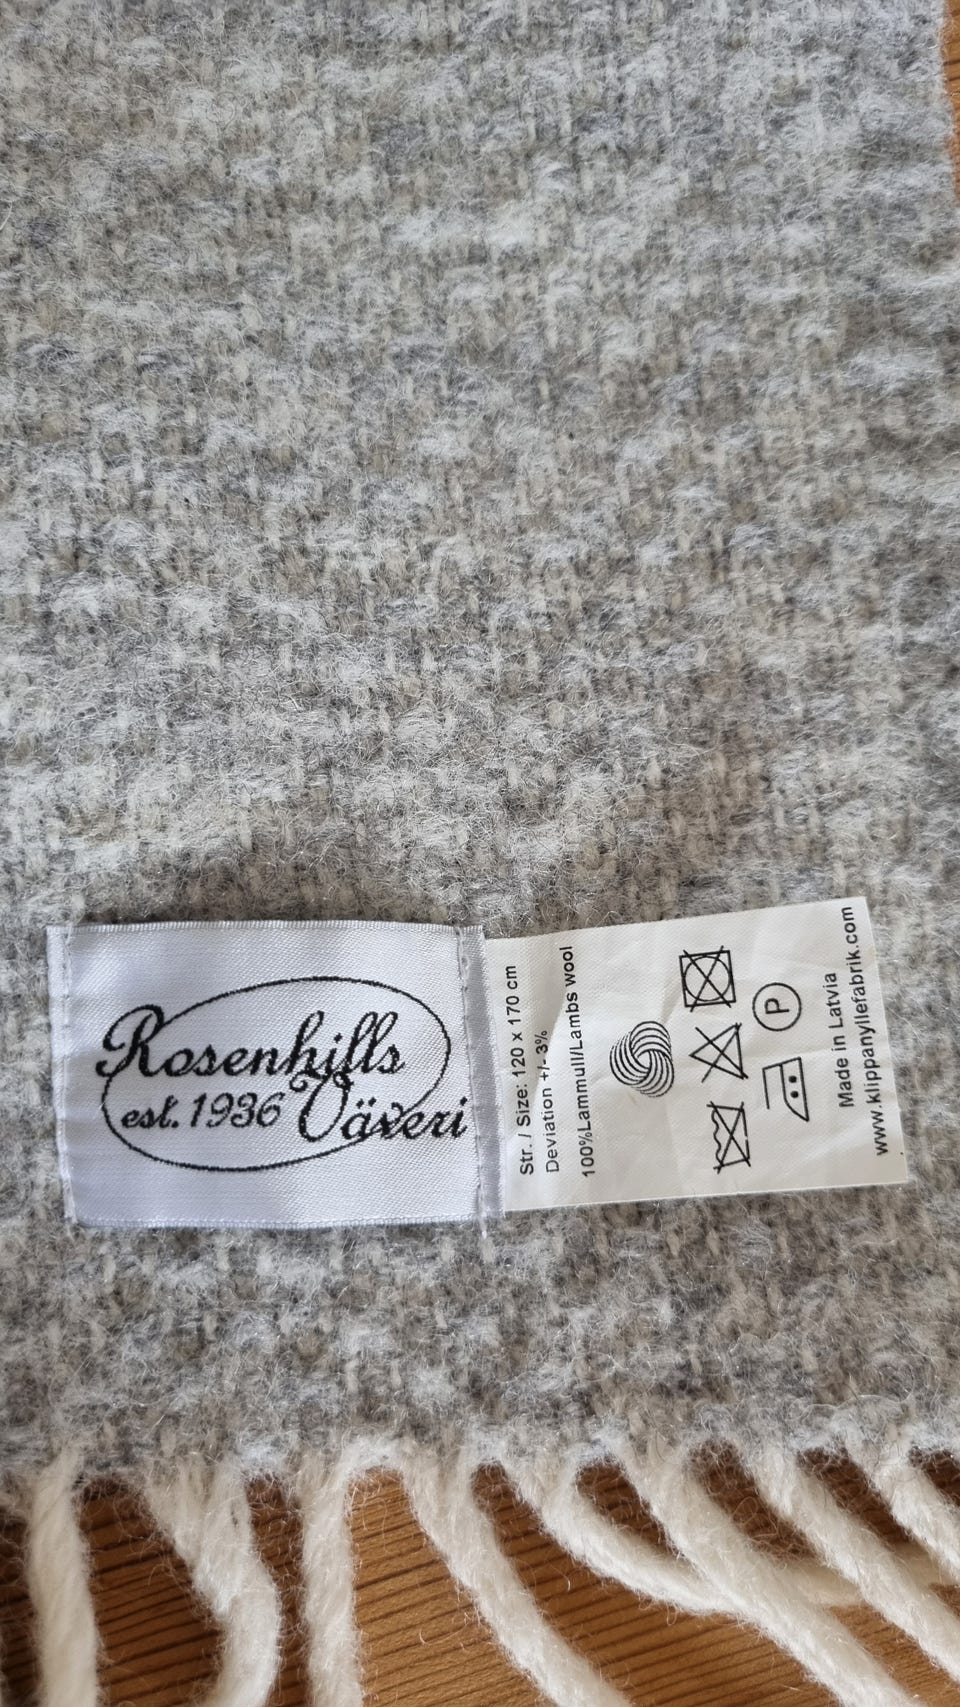 Rosenhills
est. 1936 Väveri
Str. / Size: 120 x 170 cm
Deviation +/- 3%
100%Lammull/Lambs wool
P
Made in Latvia
www.klippanyllefabrik.com